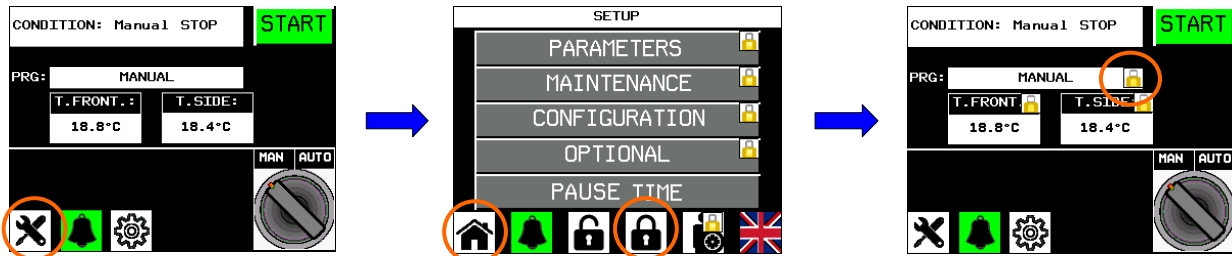 CONDITION: Manual STOP
START
PRG: MANUAL
T.FRONT.: T.SIDE:
18.8°C 18.4°C
MAN AUTO
SETUP
PARAMETERS
MAINTENANCE
CONFIGURATION
OPTIONAL
PAUSE TIME
CONDITION: Manual STOP
START
PRG: MANUAL
T.FRONT. T.SIDE:
18.8°C 18.4°C
MAN AUTO